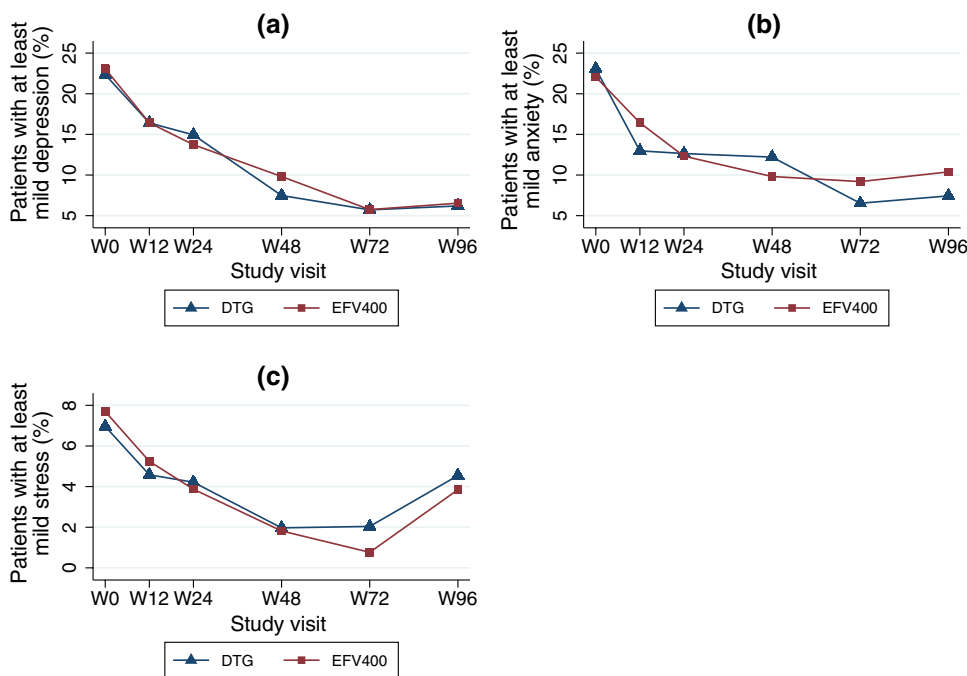 (a)
Patients with at least
mild depression (%)
25
20
15
10
5
W0 W12 W24 W48 W72 W96
Study visit
DTG EFV400
(b)
Patients with at least
mild anxiety (%)
25
20
15
10
5
W0 W12 W24 W48 W72 W96
Study visit
DTG EFV400
(c)
Patients with at least
mild stress (%)
8
6
4
2
0
W0 W12 W24 W48 W72 W96
Study visit
DTG EFV400